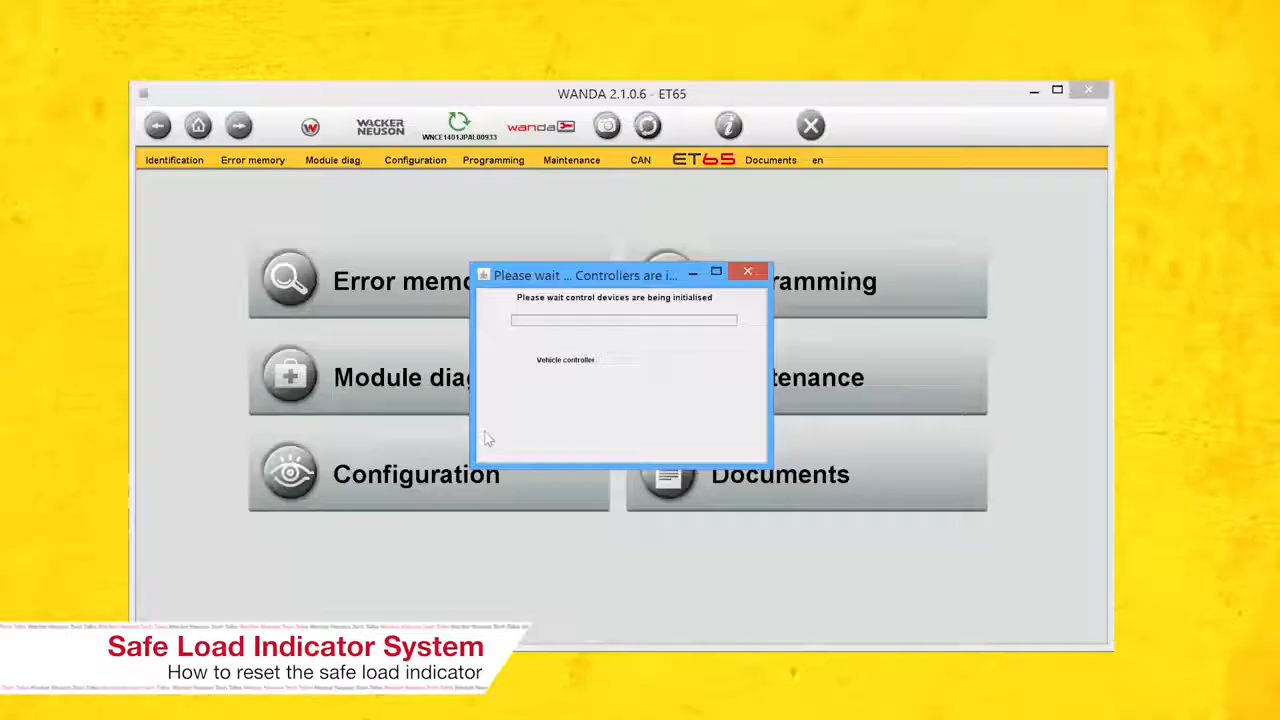 WANDA 2.1.0.6 - ET65
WACKER NEUSON
WNCE1401JPAL00933
wanda
Identification Error memory Module diag. Configuration Programming Maintenance CAN ET65 Documents en
Please wait ... Controllers are i...
Please wait control devices are being initialised
Vehicle controller
Error memo
ramming
Module diag
tenance
Configuration
Documents
Safe Load Indicator System
How to reset the safe load indicator